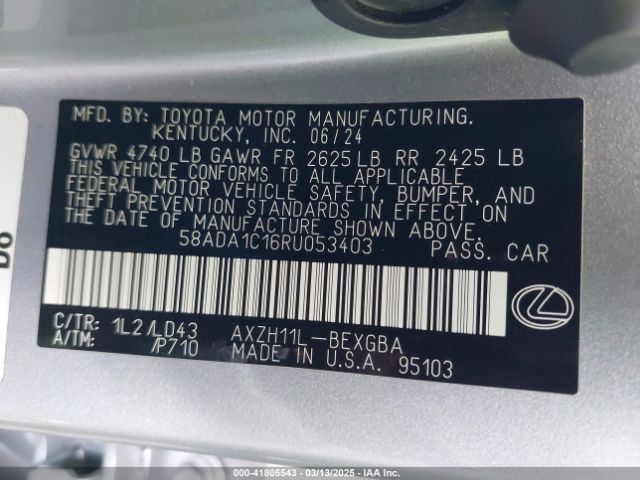 MFD. BY: TOYOTA MOTOR MANUFACTURING.
KENTUCKY, INC. 06/24
GVWR 4740 LB GAWR FR 2625 LB RR 2425 LB
THIS VEHICLE CONFORMS TO ALL APPLICABLE
FEDERAL MOTOR VEHICLE SAFETY, BUMPER, AND
THEFT PREVENTION STANDARDS IN EFFECT ON
THE DATE OF MANUFACTURE SHOWN ABOVE.
58ADA1C16RU053403 PASS. CAR
C/TR: 1L2/LD43 AXZH11L-BEXGBA
A/TM: /P710 MADE IN U.S.A. 95103
DO
000-41805543 / 03/13/2025 / IAAI.com